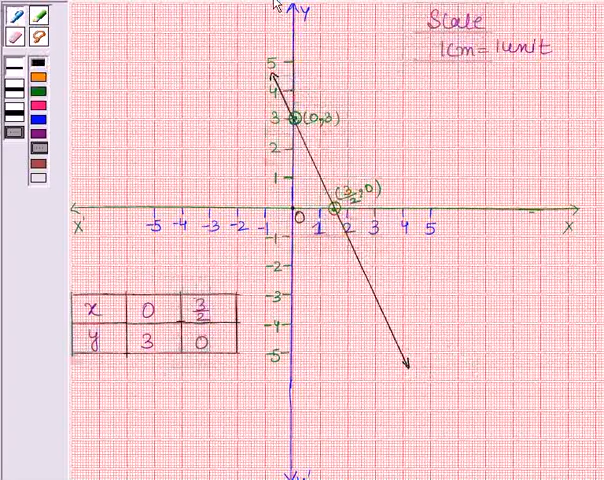 Scale
1cm = 1unit
Y
5
4
3
(0,3)
2
1
(3/2, 0)
X
O
X
-5 -4 -3 -2 -1 1 2 3 4 5
-1
-2
-3
-4
-5
x 0 3/2
y 3 0
Y'